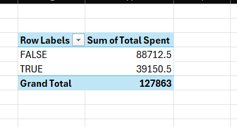 Row Labels Sum of Total Spent
FALSE 88712.5
TRUE 39150.5
Grand Total 127863